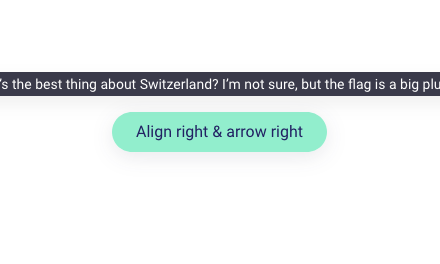 's the best thing about Switzerland? I'm not sure, but the flag is a big plu
Align right & arrow right